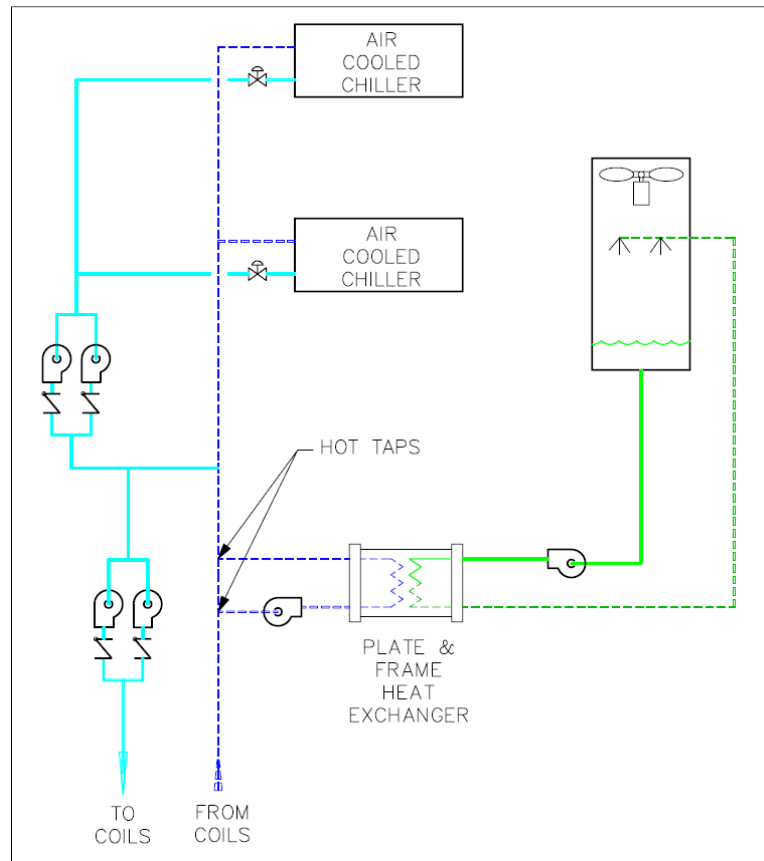 AIR
COOLED
CHILLER
AIR
COOLED
CHILLER
HOT TAPS
PLATE &
FRAME
HEAT
EXCHANGER
TO
COILS
FROM
COILS